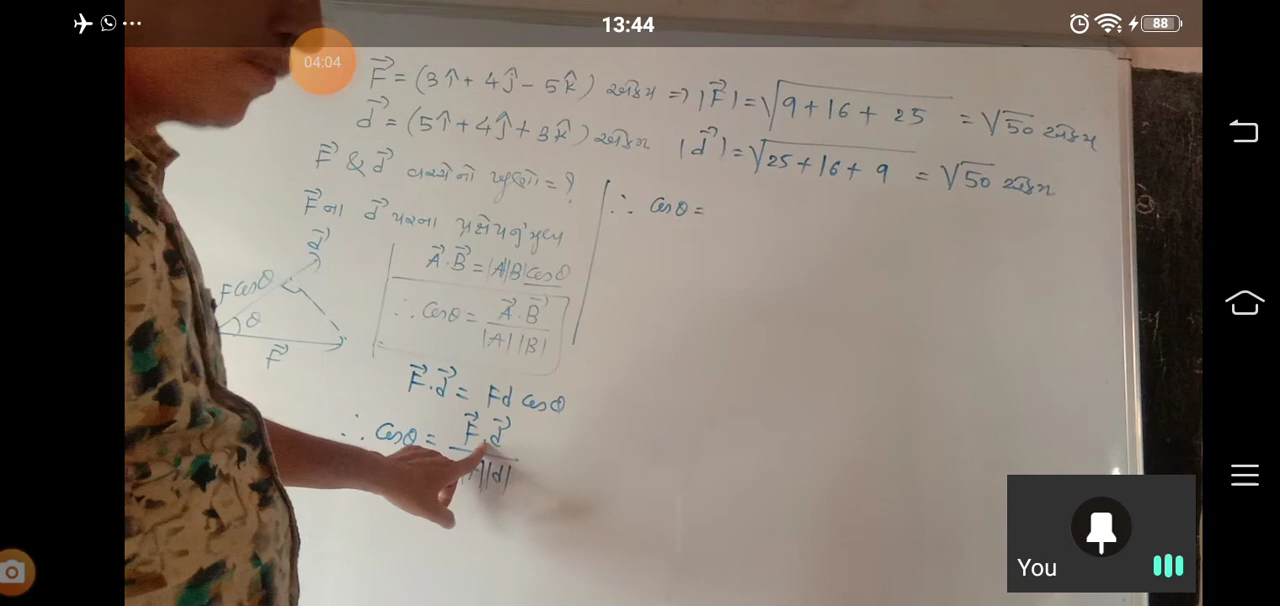 13:44
88
04:04
F⃗ = (3î + 4ĵ - 5k̂) એકમ ⇒ |F⃗| = √9+16+25 = √50 એકમ
d⃗ = (5î + 4ĵ + 3k̂) એકમ |d⃗| = √25+16+9 = √50 એકમ
F⃗ & d⃗ વચ્ચેનો ખૂણો = ?
∴ cosθ =
F⃗ ના d⃗ પરના પ્રક્ષેપનું મૂલ્ય
d⃗
Fcosθ
θ
F⃗
A⃗.B⃗ = |A||B|cosθ
∴ cosθ = A⃗.B⃗
|A||B|
F⃗.d⃗ = Fd cosθ
∴ cosθ = F⃗.d⃗
||d|
You